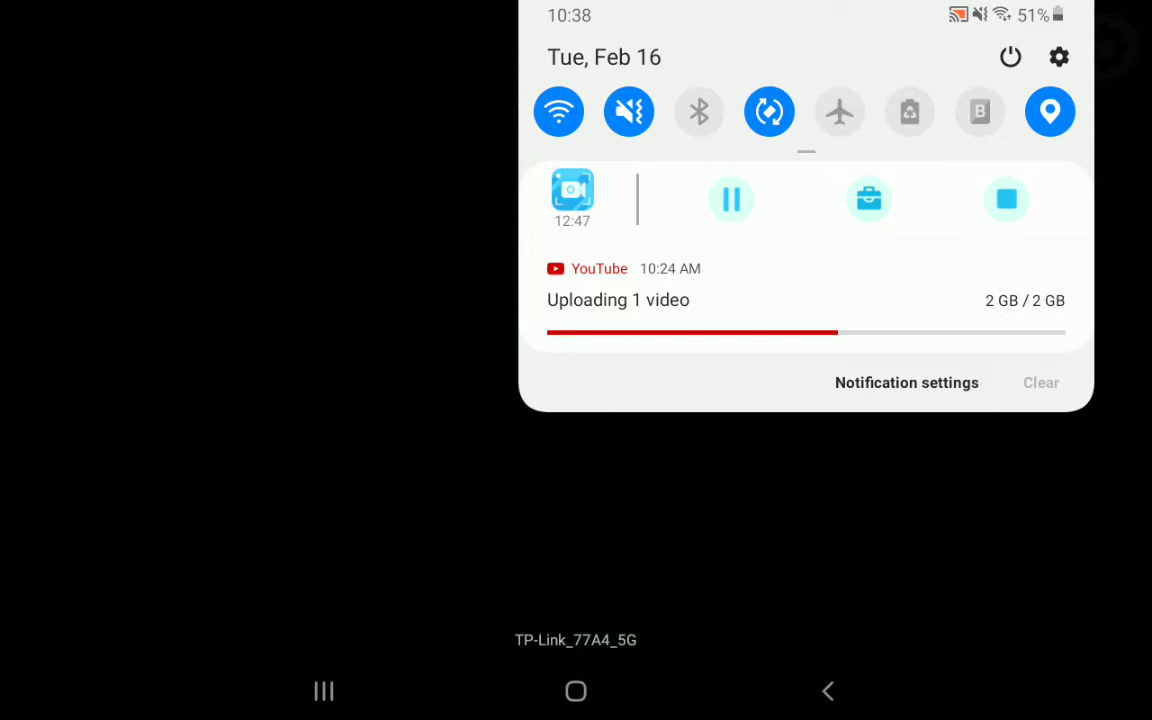 10:38 51%
Tue, Feb 16
B
12:47
YouTube 10:24 AM
Uploading 1 video 2 GB / 2 GB
Notification settings Clear
TP-Link_77A4_5G